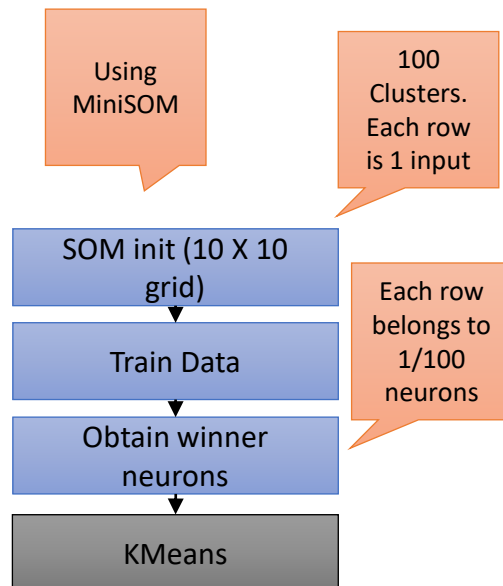 Using
MiniSOM
100
Clusters.
Each row
is 1 input
SOM init (10 X 10
grid)
Train Data
Each row
belongs to
1/100
neurons
Obtain winner
neurons
KMeans